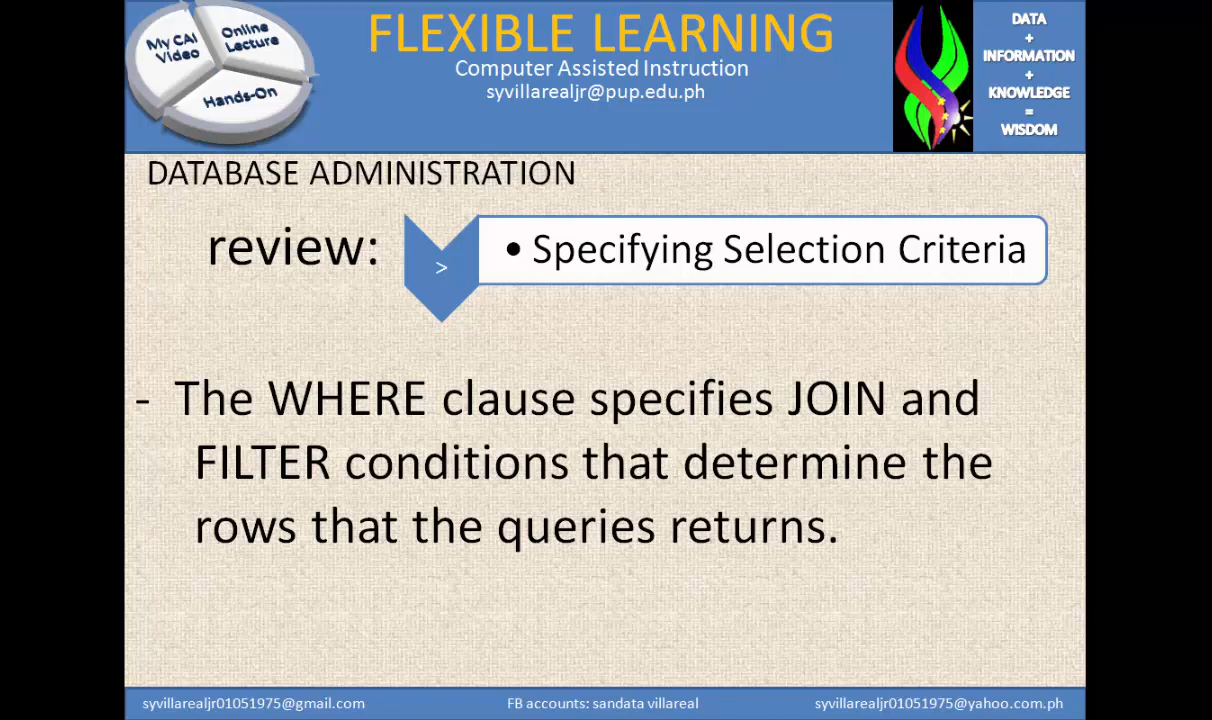 My CAI
Video
Online
Lecture
Hands-On
FLEXIBLE LEARNING
Computer Assisted Instruction
syvillarealjr@pup.edu.ph
DATA
+
INFORMATION
+
KNOWLEDGE
=
WISDOM
DATABASE ADMINISTRATION
review:
>
• Specifying Selection Criteria
- The WHERE clause specifies JOIN and
FILTER conditions that determine the
rows that the queries returns.
syvillarealjr01051975@gmail.com
FB accounts: sandata villareal
syvillarealjr01051975@yahoo.com.ph